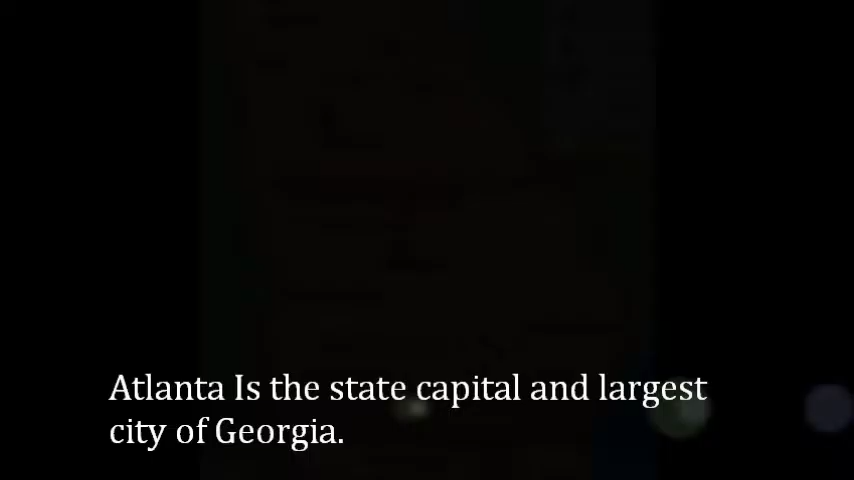 Atlanta Is the state capital and largest
city of Georgia.